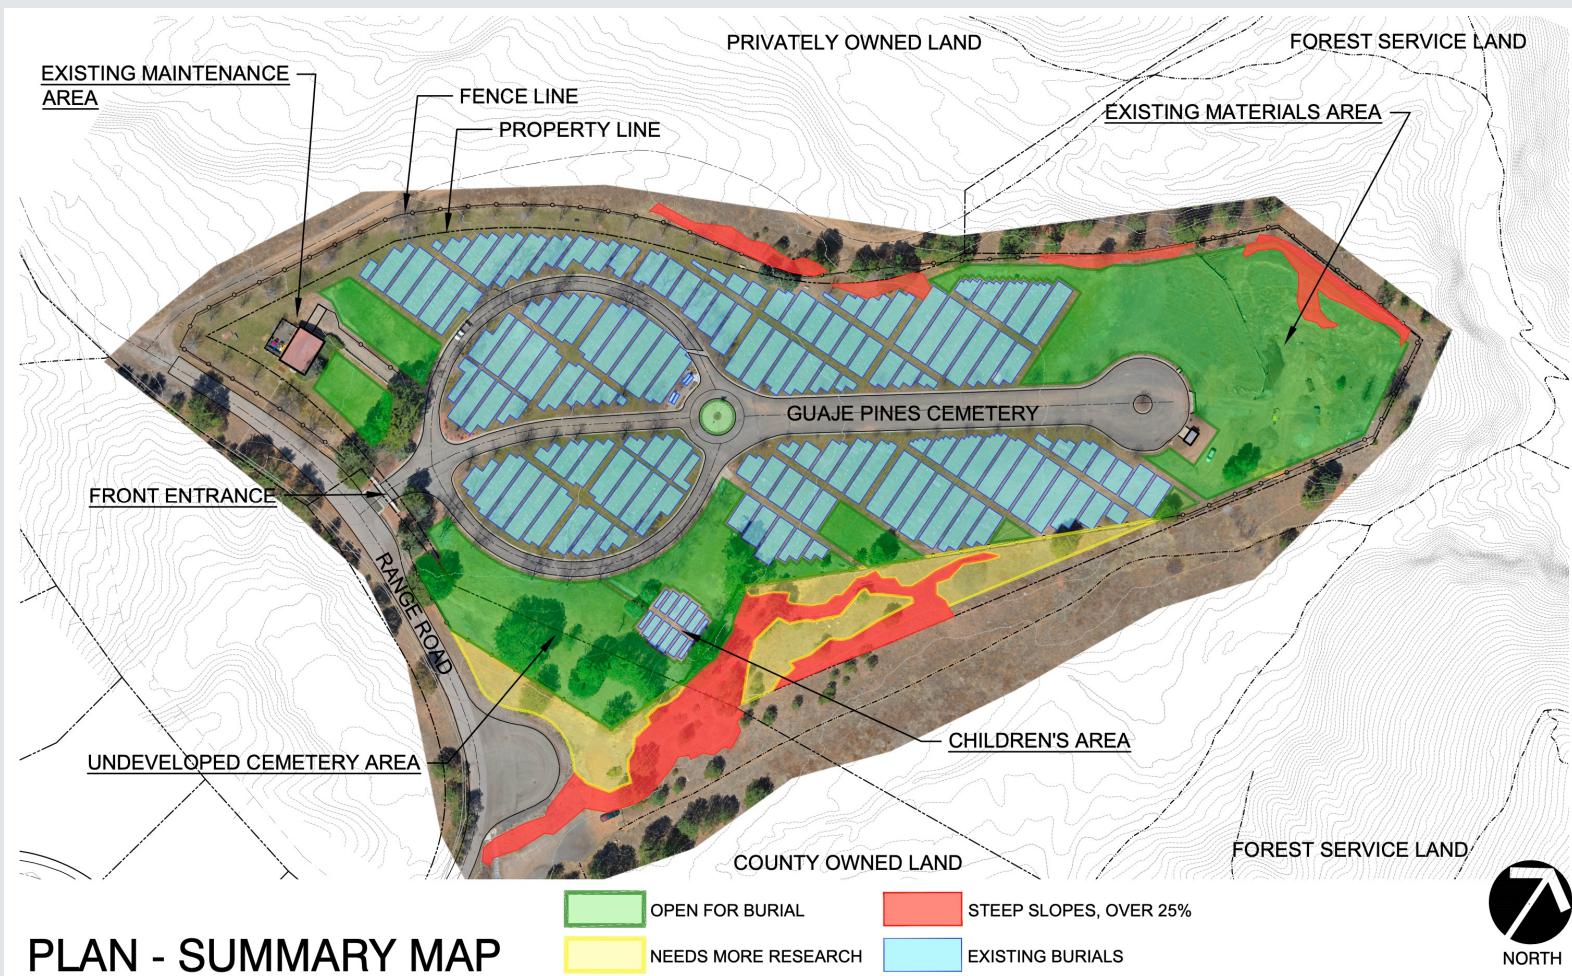 PRIVATELY OWNED LAND
FOREST SERVICE LAND
EXISTING MAINTENANCE
AREA
FENCE LINE
PROPERTY LINE
EXISTING MATERIALS AREA
GUAJE PINES CEMETERY
FRONT ENTRANCE
RANGE ROAD
UNDEVELOPED CEMETERY AREA
CHILDREN'S AREA
COUNTY OWNED LAND
FOREST SERVICE LAND
OPEN FOR BURIAL
STEEP SLOPES, OVER 25%
NEEDS MORE RESEARCH
EXISTING BURIALS
PLAN - SUMMARY MAP
NORTH